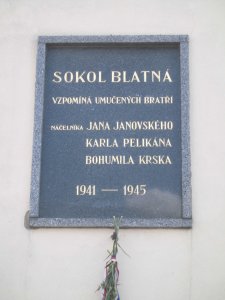 SOKOL BLATNÁ
VZPOMÍNÁ UMUČENÝCH BRATŘÍ
NÁČELNÍKA JANA JANOVSKÉHO
KARLA PELIKÁNA
BOHUMILA KRSKA
1941 — 1945